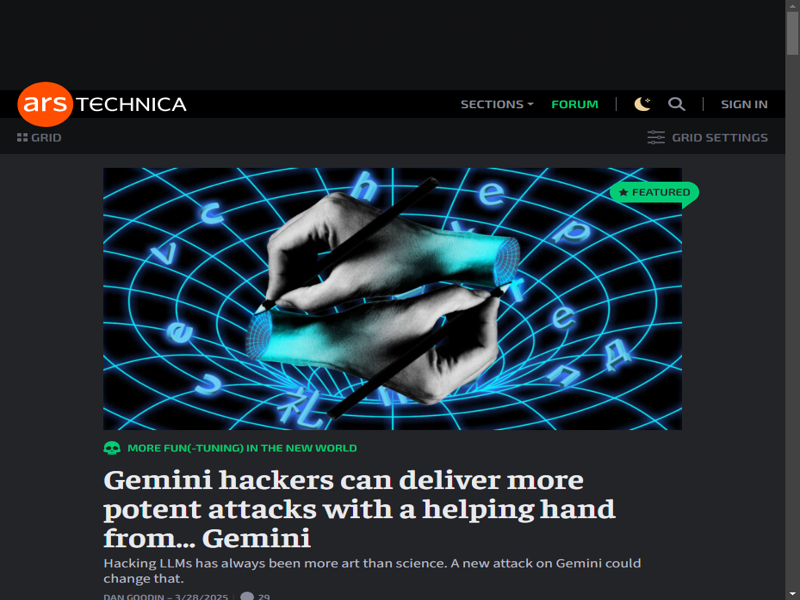 ars TECHNICA
SECTIONS
FORUM
SIGN IN
GRID
GRID SETTINGS
FEATURED
h
e
c
p
v
r
e
e
д
n
礼
MORE FUN(-TUNING) IN THE NEW WORLD
Gemini hackers can deliver more
potent attacks with a helping hand
from... Gemini
Hacking LLMs has always been more art than science. A new attack on Gemini could
change that.
DAN GOODIN – 3/28/2025
29